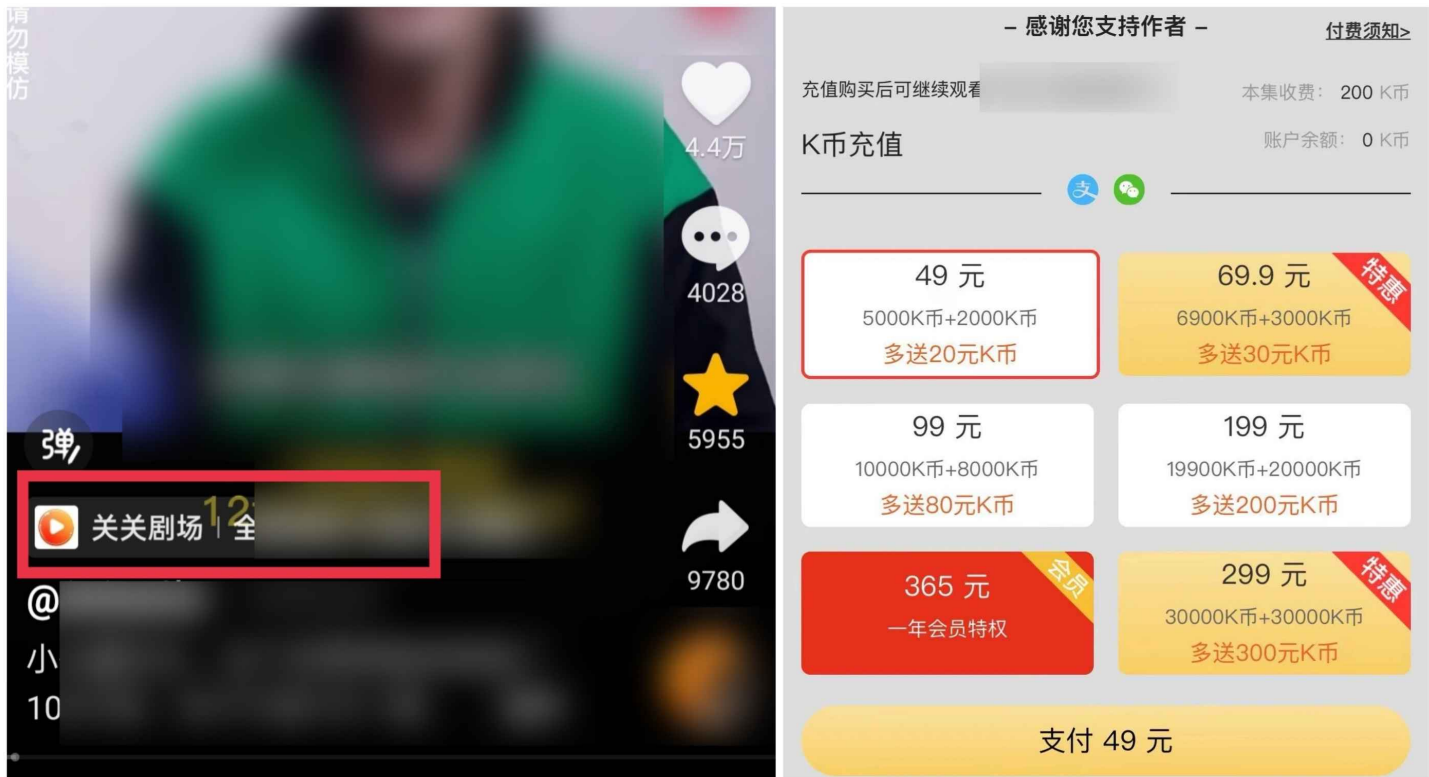 请勿模仿
4.4万
4028
弹
5955
关关剧场 | 全
12
9780
@
小
10
– 感谢您支持作者 –
付费须知>
充值购买后可继续观看
本集收费： 200 K币
K币充值
账户余额： 0 K币
支
49 元
5000K币+2000K币
多送20元K币
69.9 元
特惠
6900K币+3000K币
多送30元K币
99 元
10000K币+8000K币
多送80元K币
199 元
19900K币+20000K币
多送200元K币
365 元
会员
一年会员特权
299 元
特惠
30000K币+30000K币
多送300元K币
支付 49 元